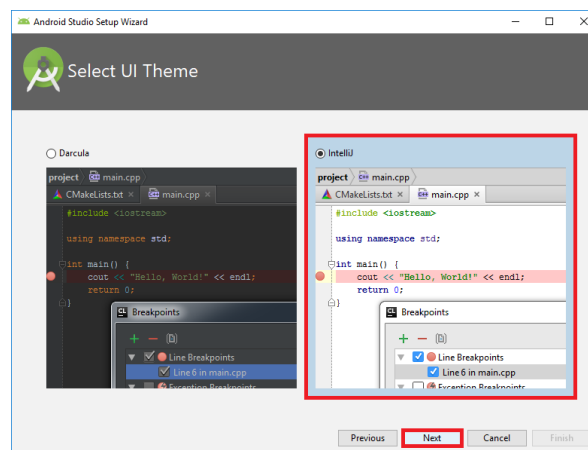 Android Studio Setup Wizard
Select UI Theme
Darcula
project main.cpp
CMakeLists.txt × main.cpp ×
#include <iostream>
using namespace std;
int main() {
cout << "Hello, World!" << endl;
return 0;
}
CL Breakpoints
Line Breakpoints
Line 6 in main.cpp
Exception Breakpoints
IntelliJ
project main.cpp
CMakeLists.txt × main.cpp ×
#include <iostream>
using namespace std;
int main() {
cout << "Hello, World!" << endl;
return 0;
}
CL Breakpoints
Line Breakpoints
Line 6 in main.cpp
Exception Breakpoints
Previous Next Cancel Finish